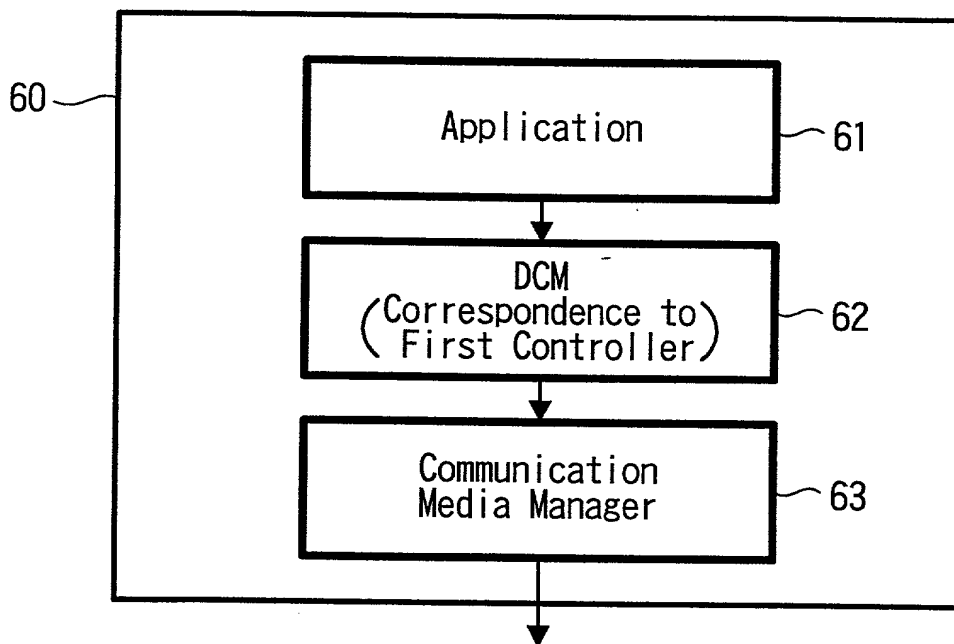 60
Application
61
DCM
(Correspondence to
First Controller)
62
Communication
Media Manager
63